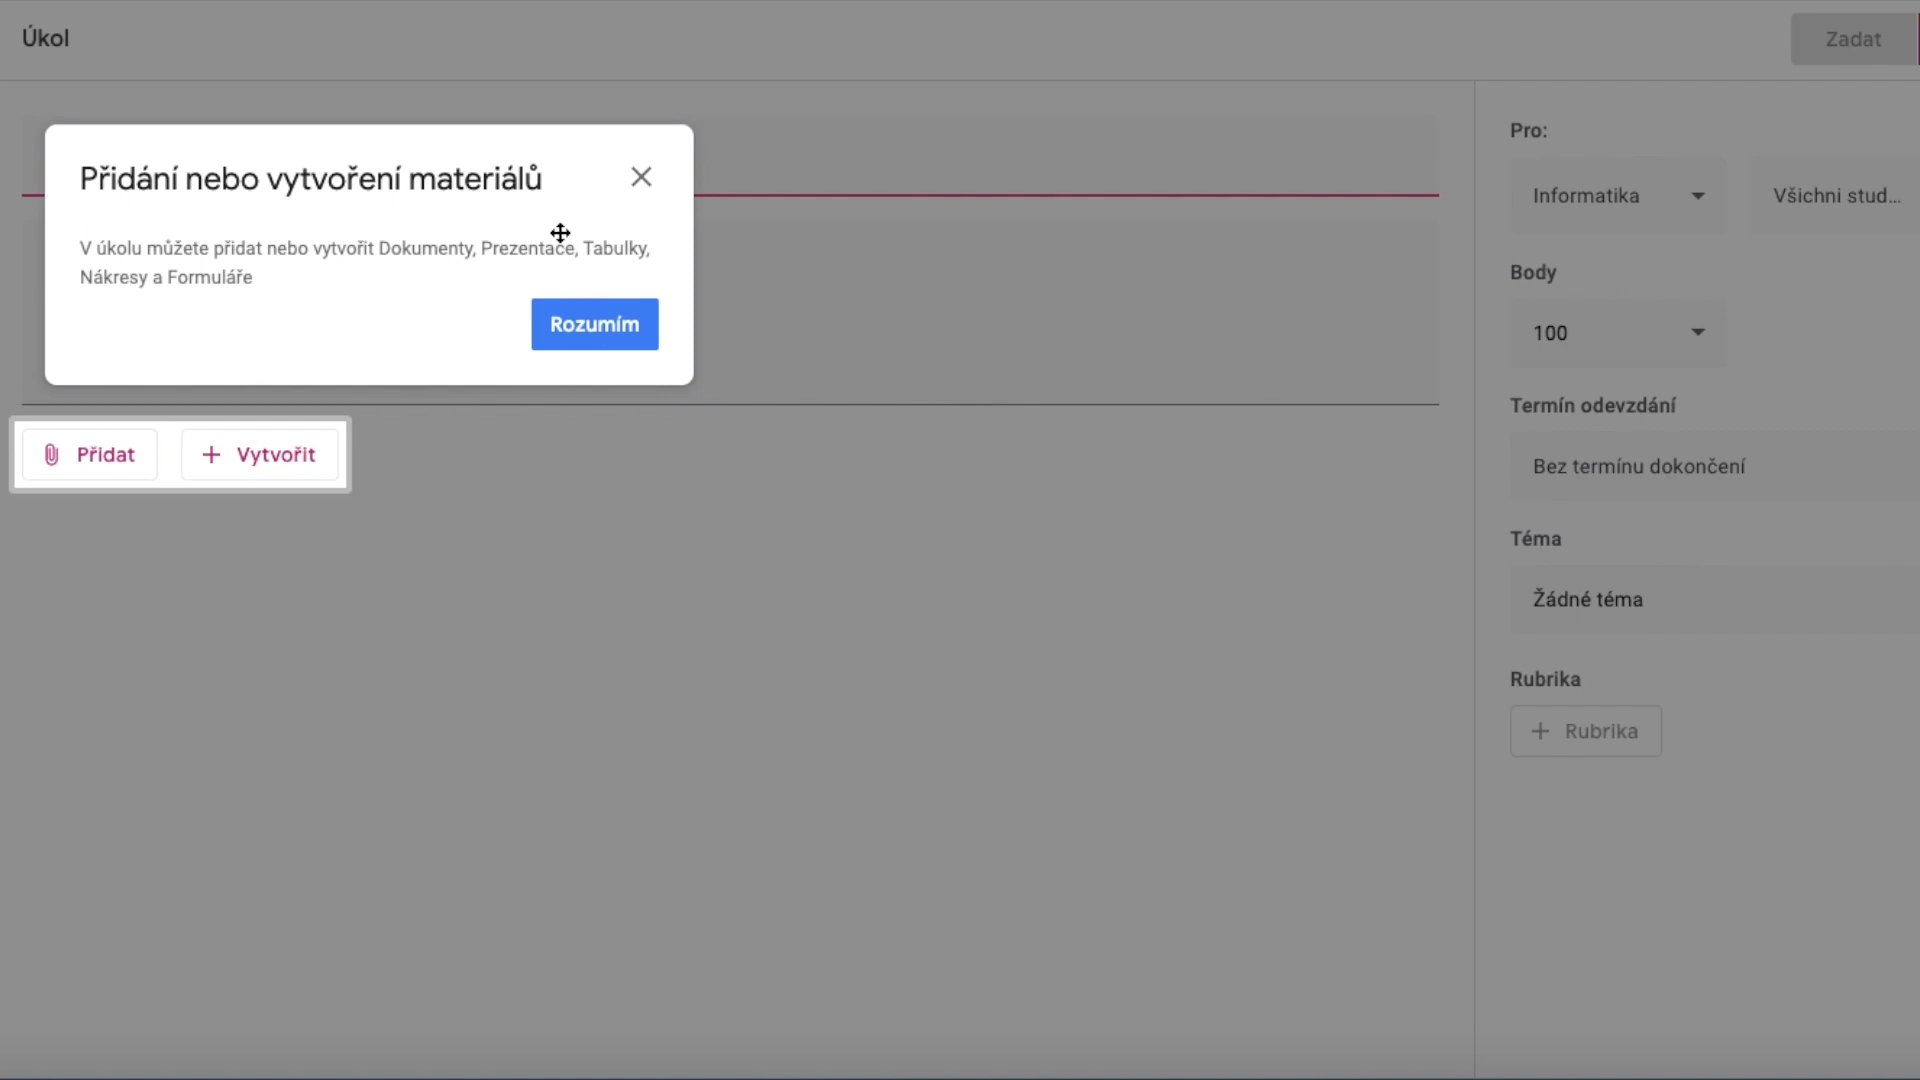 Úkol
Zadat
Přidání nebo vytvoření materiálů
V úkolu můžete přidat nebo vytvořit Dokumenty, Prezentace, Tabulky,
Nákresy a Formuláře
Rozumím
Přidat
Vytvořit
Pro:
Informatika
Všichni stud...
Body
100
Termín odevzdání
Bez termínu dokončení
Téma
Žádné téma
Rubrika
Rubrika